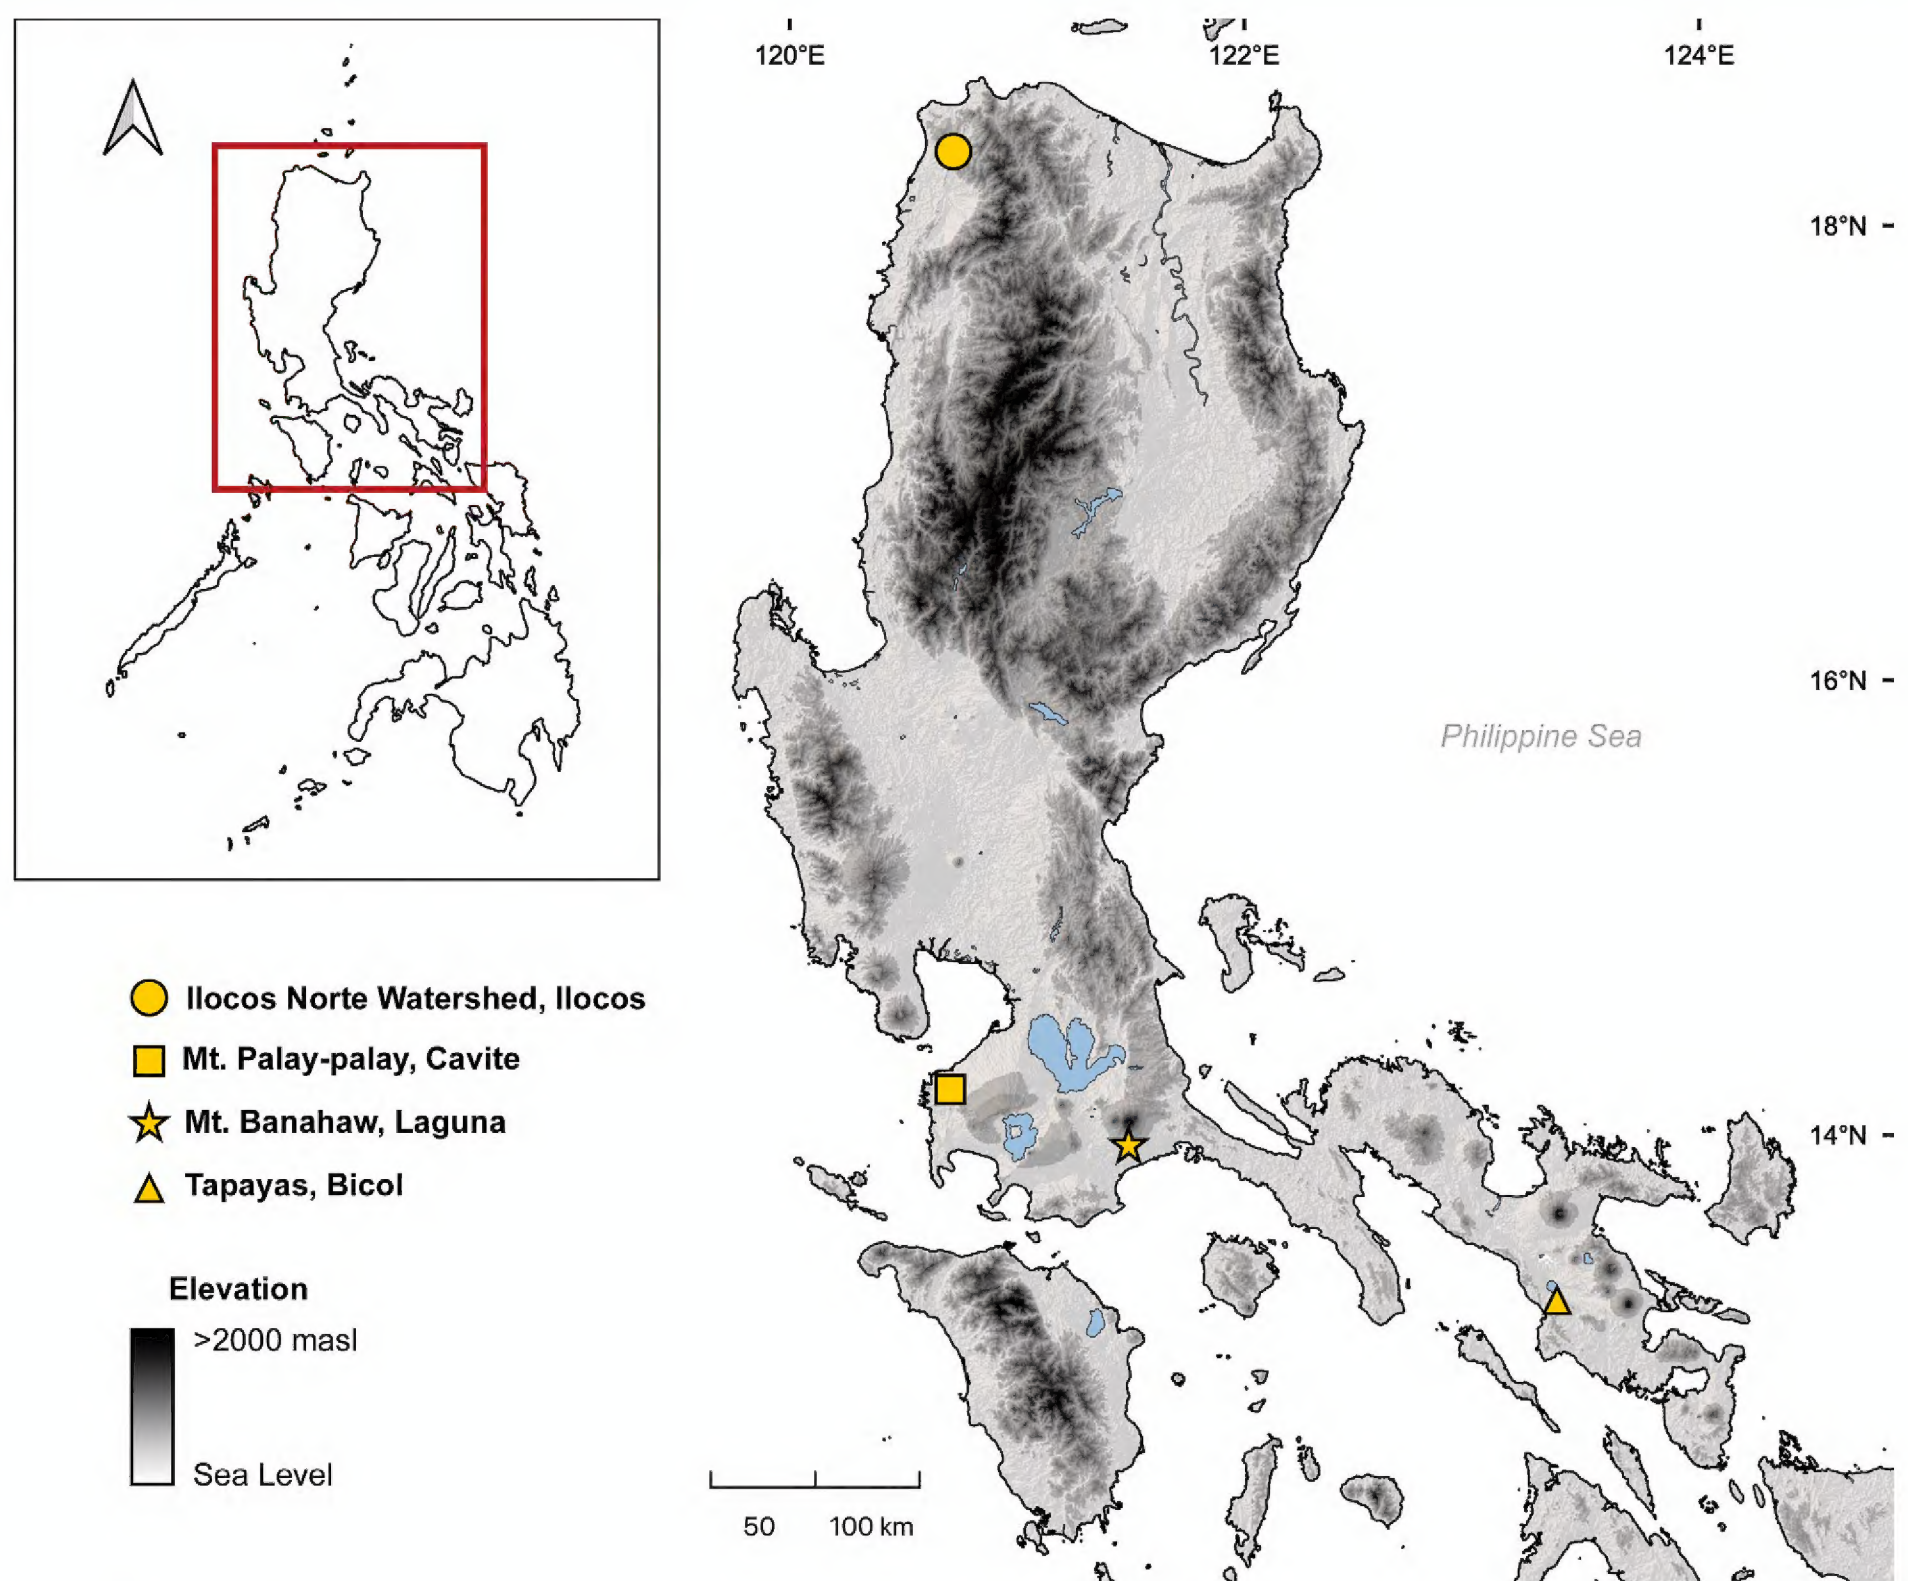 120°E
122°E
124°E
18°N
16°N
Philippine Sea
14°N
Ilocos Norte Watershed, Ilocos
Mt. Palay-palay, Cavite
Mt. Banahaw, Laguna
Tapayas, Bicol
Elevation
>2000 masl
Sea Level
50
100 km